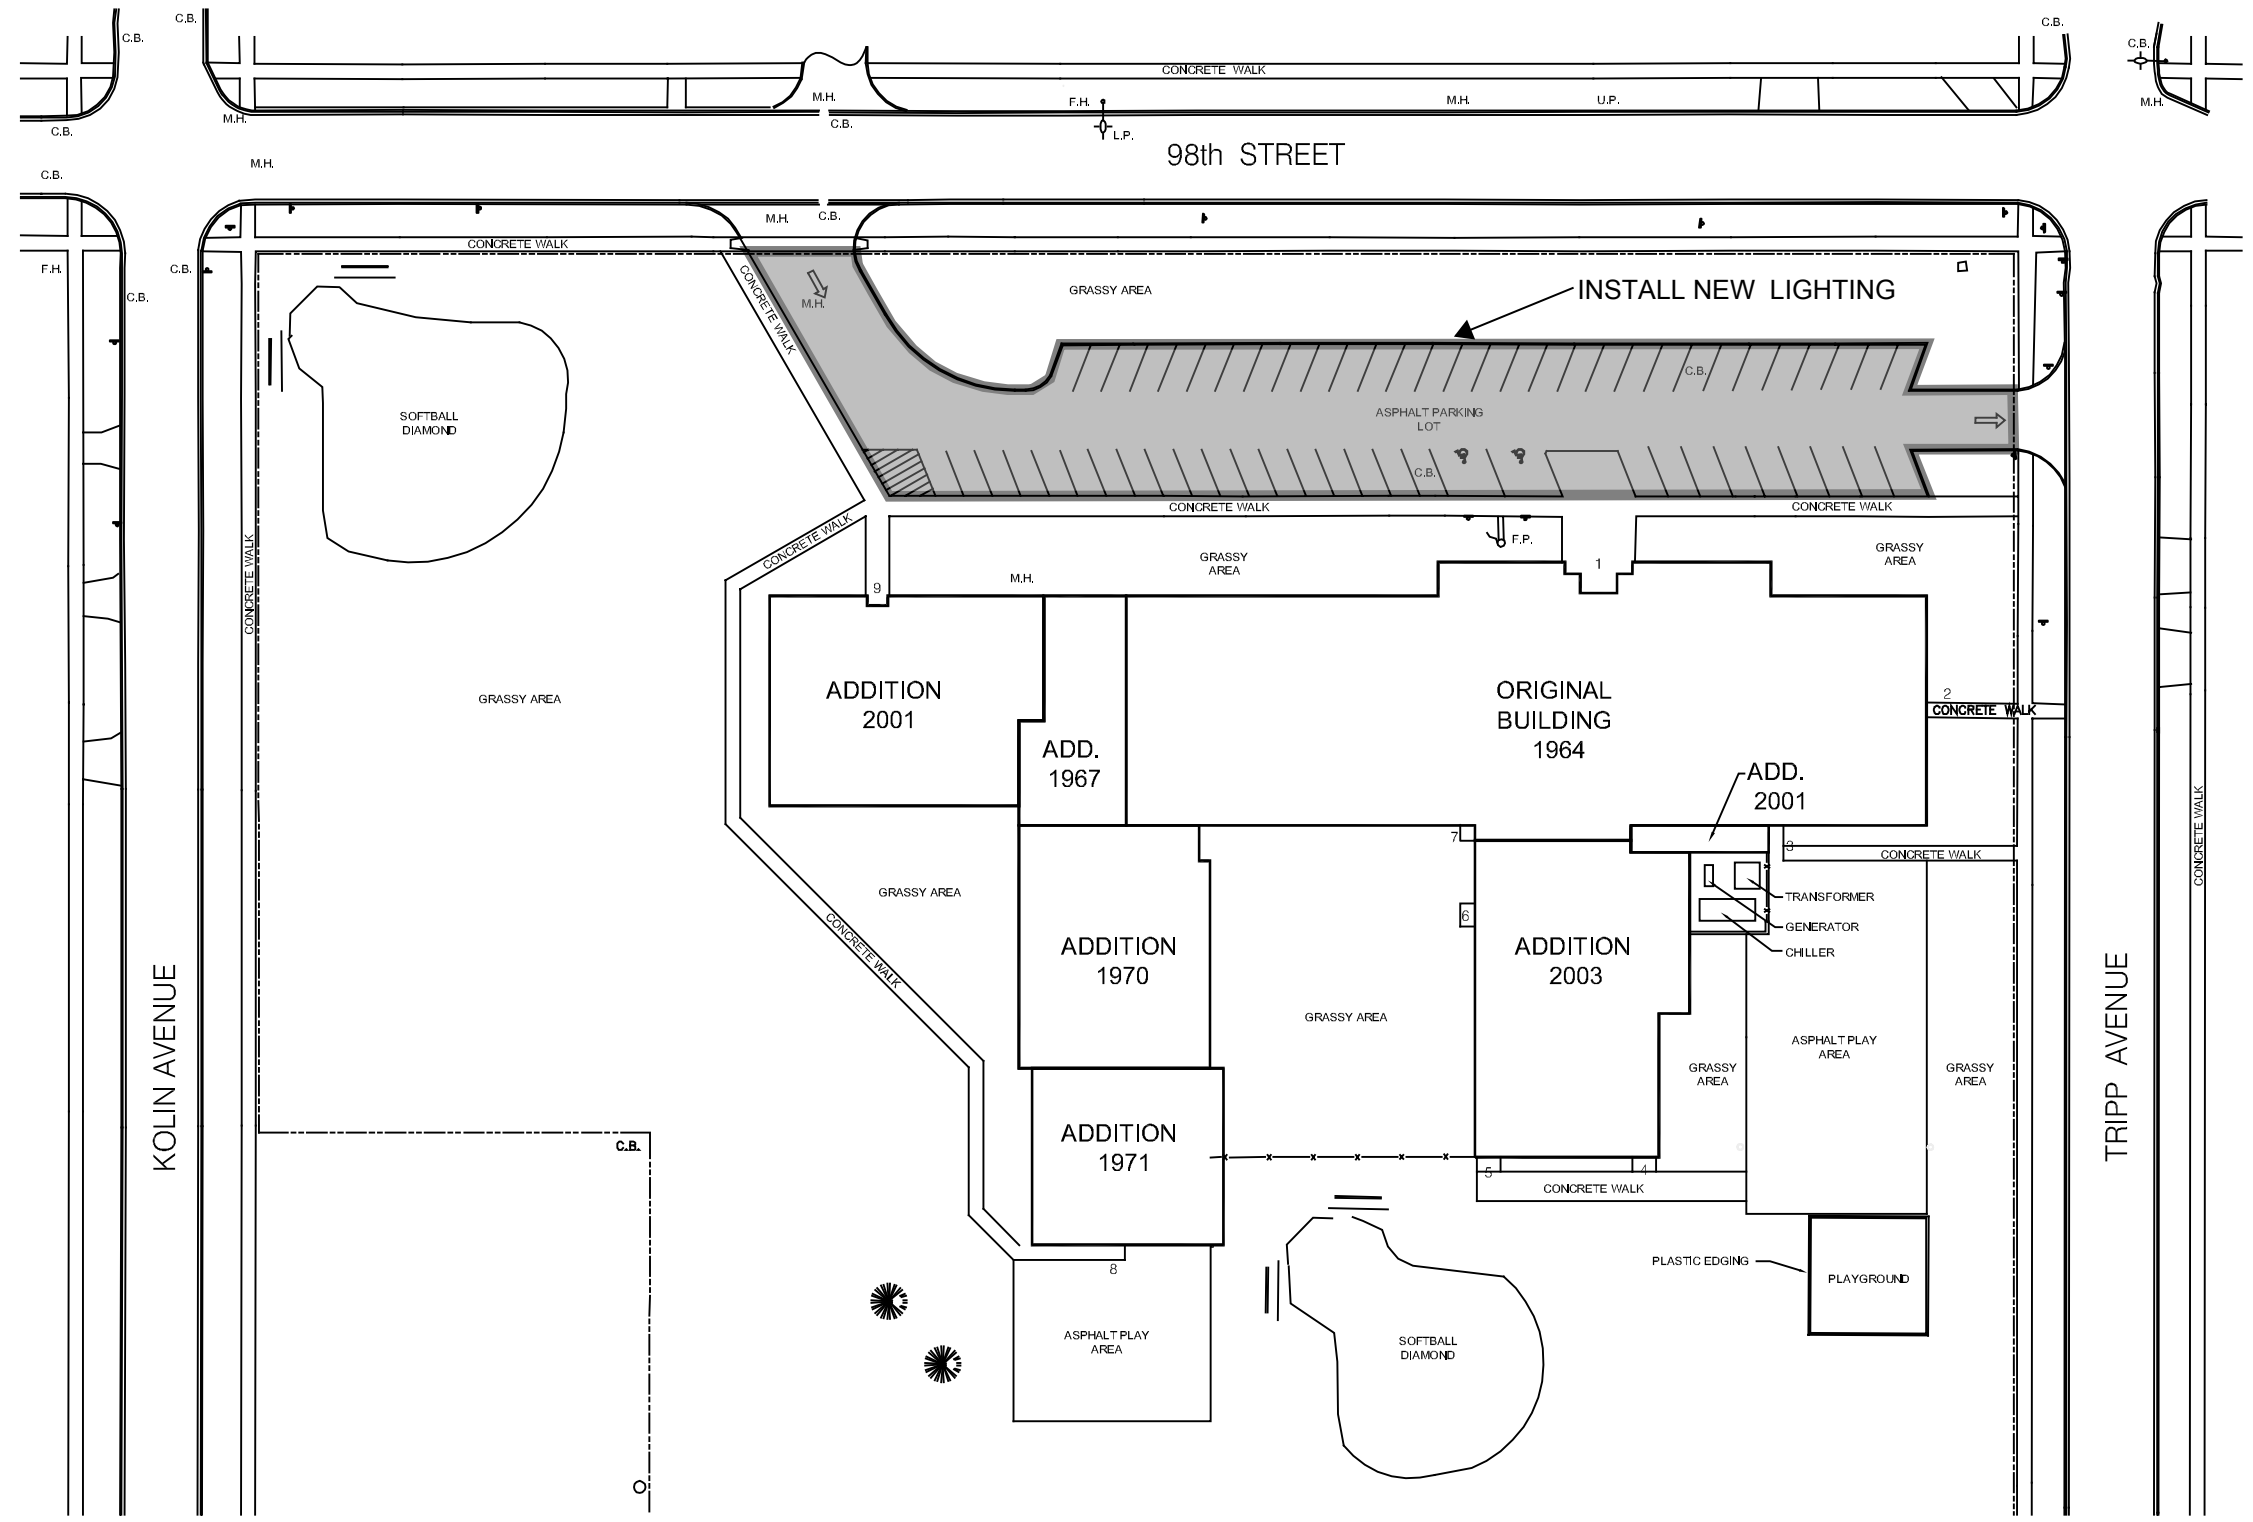 C.B.
C.B.
C.B.
C.B.
CONCRETE WALK
M.H.
F.H.
M.H.
U.P.
M.H.
M.H.
C.B.
C.B.
L.P.
98th STREET
M.H.
C.B.
M.H.
C.B.
CONCRETE WALK
F.H.
C.B.
C.B.
CONCRETE WALK
M.H.
GRASSY AREA
INSTALL NEW LIGHTING
C.B.
SOFTBALL
DIAMOND
ASPHALT PARKING
LOT
C.B.
CONCRETE WALK
CONCRETE WALK
CONCRETE WALK
CONCRETE WALK
F.P.
GRASSY
AREA
GRASSY
AREA
1
M.H.
9
GRASSY AREA
ADDITION
2001
ADD.
1967
ORIGINAL
BUILDING
1964
2
CONCRETE WALK
ADD.
2001
7
3
CONCRETE WALK
CONCRETE WALK
GRASSY AREA
TRANSFORMER
6
GENERATOR
CHILLER
CONCRETE WALK
ADDITION
1970
ADDITION
2003
GRASSY AREA
ASPHALT PLAY
AREA
GRASSY
AREA
GRASSY
AREA
KOLIN AVENUE
TRIPP AVENUE
C.B.
ADDITION
1971
5
4
CONCRETE WALK
8
PLASTIC EDGING
PLAYGROUND
ASPHALT PLAY
AREA
SOFTBALL
DIAMOND